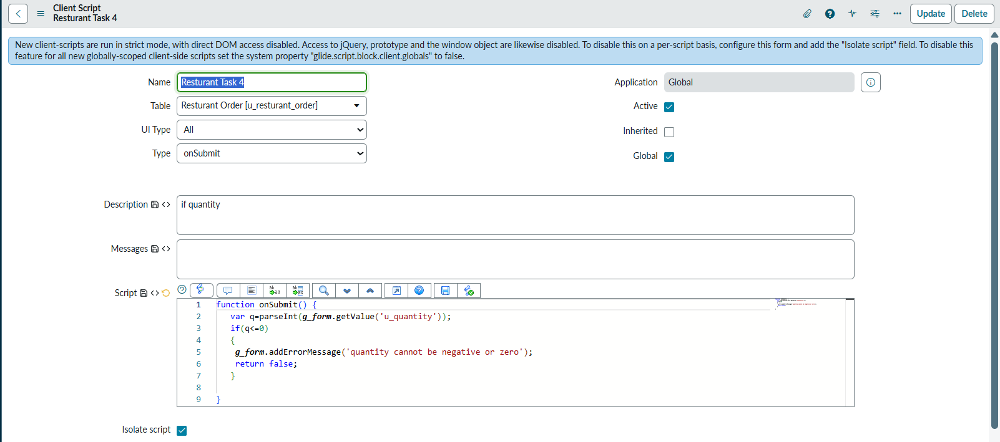 Client Script
Resturant Task 4
Update
Delete
New client-scripts are run in strict mode, with direct DOM access disabled. Access to jQuery, prototype and the window object are likewise disabled. To disable this on a per-script basis, configure this form and add the "Isolate script" field. To disable this
feature for all new globally-scoped client-side scripts set the system property "glide.script.block.client.globals" to false.
Name Resturant Task 4
Application Global
Table Resturant Order [u_resturant_order]
Active
UI Type All
Inherited
Type onSubmit
Global
Description if quantity
Messages
Script
1 function onSubmit() {
2 var q=parseInt(g_form.getValue('u_quantity'));
3 if(q<=0)
4 {
5 g_form.addErrorMessage('quantity cannot be negative or zero');
6 return false;
7 }
8
9 }
Isolate script